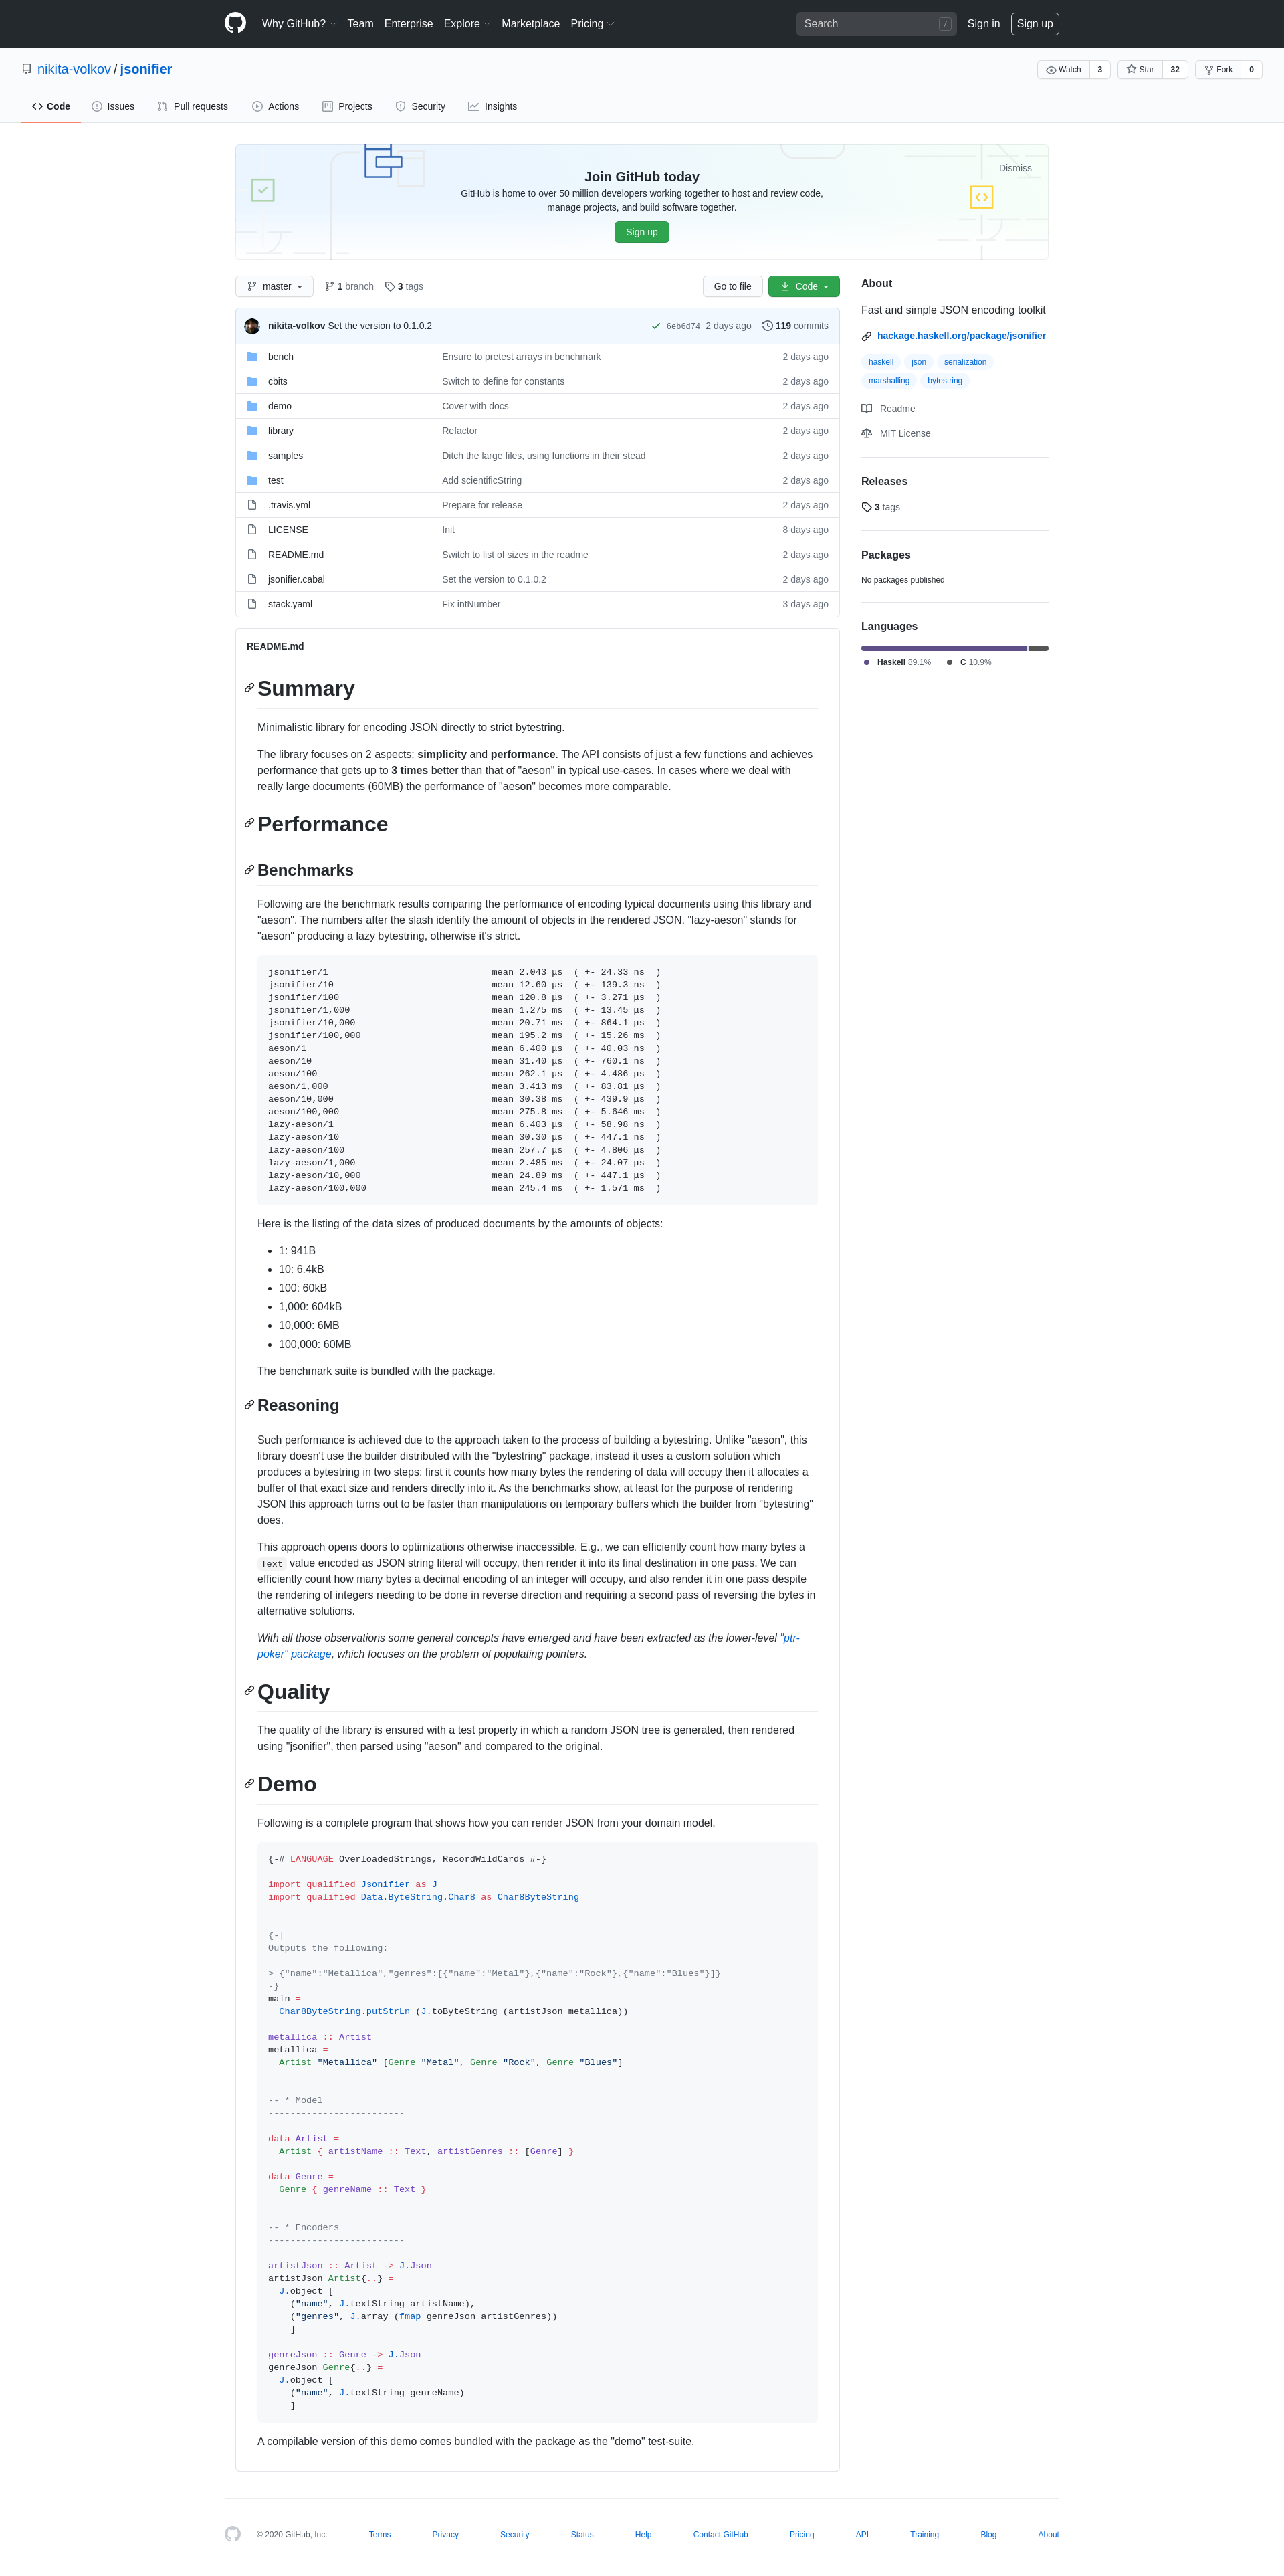 Why GitHub? Team Enterprise Explore Marketplace Pricing Search / Sign in Sign up
nikita-volkov / jsonifier
Watch 3 Star 32 Fork 0
Code Issues Pull requests Actions Projects Security Insights
Dismiss
Join GitHub today
GitHub is home to over 50 million developers working together to host and review code,
manage projects, and build software together.
Sign up
master 1 branch 3 tags Go to file Code
nikita-volkov Set the version to 0.1.0.2 6eb6d74 2 days ago 119 commits
bench Ensure to pretest arrays in benchmark 2 days ago
cbits Switch to define for constants 2 days ago
demo Cover with docs 2 days ago
library Refactor 2 days ago
samples Ditch the large files, using functions in their stead 2 days ago
test Add scientificString 2 days ago
.travis.yml Prepare for release 2 days ago
LICENSE Init 8 days ago
README.md Switch to list of sizes in the readme 2 days ago
jsonifier.cabal Set the version to 0.1.0.2 2 days ago
stack.yaml Fix intNumber 3 days ago
About
Fast and simple JSON encoding toolkit
hackage.haskell.org/package/jsonifier
haskell json serialization
marshalling bytestring
Readme
MIT License
Releases
3 tags
Packages
No packages published
Languages
Haskell 89.1% C 10.9%
README.md
Summary
Minimalistic library for encoding JSON directly to strict bytestring.
The library focuses on 2 aspects: simplicity and performance. The API consists of just a few functions and achieves
performance that gets up to 3 times better than that of "aeson" in typical use-cases. In cases where we deal with
really large documents (60MB) the performance of "aeson" becomes more comparable.
Performance
Benchmarks
Following are the benchmark results comparing the performance of encoding typical documents using this library and
"aeson". The numbers after the slash identify the amount of objects in the rendered JSON. "lazy-aeson" stands for
"aeson" producing a lazy bytestring, otherwise it's strict.
jsonifier/1 mean 2.043 μs ( +- 24.33 ns )
jsonifier/10 mean 12.60 μs ( +- 139.3 ns )
jsonifier/100 mean 120.8 μs ( +- 3.271 μs )
jsonifier/1,000 mean 1.275 ms ( +- 13.45 μs )
jsonifier/10,000 mean 20.71 ms ( +- 864.1 μs )
jsonifier/100,000 mean 195.2 ms ( +- 15.26 ms )
aeson/1 mean 6.400 μs ( +- 40.03 ns )
aeson/10 mean 31.40 μs ( +- 760.1 ns )
aeson/100 mean 262.1 μs ( +- 4.486 μs )
aeson/1,000 mean 3.413 ms ( +- 83.81 μs )
aeson/10,000 mean 30.38 ms ( +- 439.9 μs )
aeson/100,000 mean 275.8 ms ( +- 5.646 ms )
lazy-aeson/1 mean 6.403 μs ( +- 58.98 ns )
lazy-aeson/10 mean 30.30 μs ( +- 447.1 ns )
lazy-aeson/100 mean 257.7 μs ( +- 4.806 μs )
lazy-aeson/1,000 mean 2.485 ms ( +- 24.07 μs )
lazy-aeson/10,000 mean 24.89 ms ( +- 447.1 μs )
lazy-aeson/100,000 mean 245.4 ms ( +- 1.571 ms )
Here is the listing of the data sizes of produced documents by the amounts of objects:
• 1: 941B
• 10: 6.4kB
• 100: 60kB
• 1,000: 604kB
• 10,000: 6MB
• 100,000: 60MB
The benchmark suite is bundled with the package.
Reasoning
Such performance is achieved due to the approach taken to the process of building a bytestring. Unlike "aeson", this
library doesn't use the builder distributed with the "bytestring" package, instead it uses a custom solution which
produces a bytestring in two steps: first it counts how many bytes the rendering of data will occupy then it allocates a
buffer of that exact size and renders directly into it. As the benchmarks show, at least for the purpose of rendering
JSON this approach turns out to be faster than manipulations on temporary buffers which the builder from "bytestring"
does.
This approach opens doors to optimizations otherwise inaccessible. E.g., we can efficiently count how many bytes a
Text value encoded as JSON string literal will occupy, then render it into its final destination in one pass. We can
efficiently count how many bytes a decimal encoding of an integer will occupy, and also render it in one pass despite
the rendering of integers needing to be done in reverse direction and requiring a second pass of reversing the bytes in
alternative solutions.
With all those observations some general concepts have emerged and have been extracted as the lower-level "ptr-
poker" package, which focuses on the problem of populating pointers.
Quality
The quality of the library is ensured with a test property in which a random JSON tree is generated, then rendered
using "jsonifier", then parsed using "aeson" and compared to the original.
Demo
Following is a complete program that shows how you can render JSON from your domain model.
{-# LANGUAGE OverloadedStrings, RecordWildCards #-}
import qualified Jsonifier as J
import qualified Data.ByteString.Char8 as Char8ByteString
{-|
Outputs the following:
> {"name":"Metallica","genres":[{"name":"Metal"},{"name":"Rock"},{"name":"Blues"}]}
-}
main =
Char8ByteString.putStrLn (J.toByteString (artistJson metallica))
metallica :: Artist
metallica =
Artist "Metallica" [Genre "Metal", Genre "Rock", Genre "Blues"]
-- * Model
-------------------------
data Artist =
Artist { artistName :: Text, artistGenres :: [Genre] }
data Genre =
Genre { genreName :: Text }
-- * Encoders
-------------------------
artistJson :: Artist -> J.Json
artistJson Artist{..} =
J.object [
("name", J.textString artistName),
("genres", J.array (fmap genreJson artistGenres))
]
genreJson :: Genre -> J.Json
genreJson Genre{..} =
J.object [
("name", J.textString genreName)
]
A compilable version of this demo comes bundled with the package as the "demo" test-suite.
© 2020 GitHub, Inc. Terms Privacy Security Status Help Contact GitHub Pricing API Training Blog About